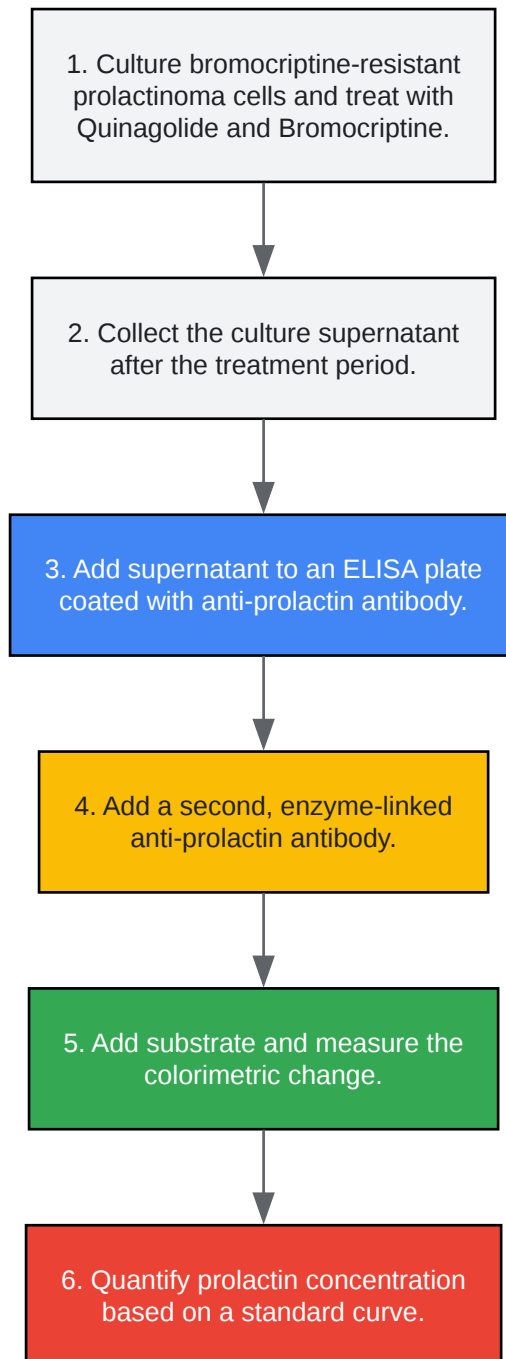 1. Culture bromocriptine-resistant
prolactinoma cells and treat with
Quinagolide and Bromocriptine.
2. Collect the culture supernatant
after the treatment period.
3. Add supernatant to an ELISA plate
coated with anti-prolactin antibody.
4. Add a second, enzyme-linked
anti-prolactin antibody.
5. Add substrate and measure the
colorimetric change.
6. Quantify prolactin concentration
based on a standard curve.